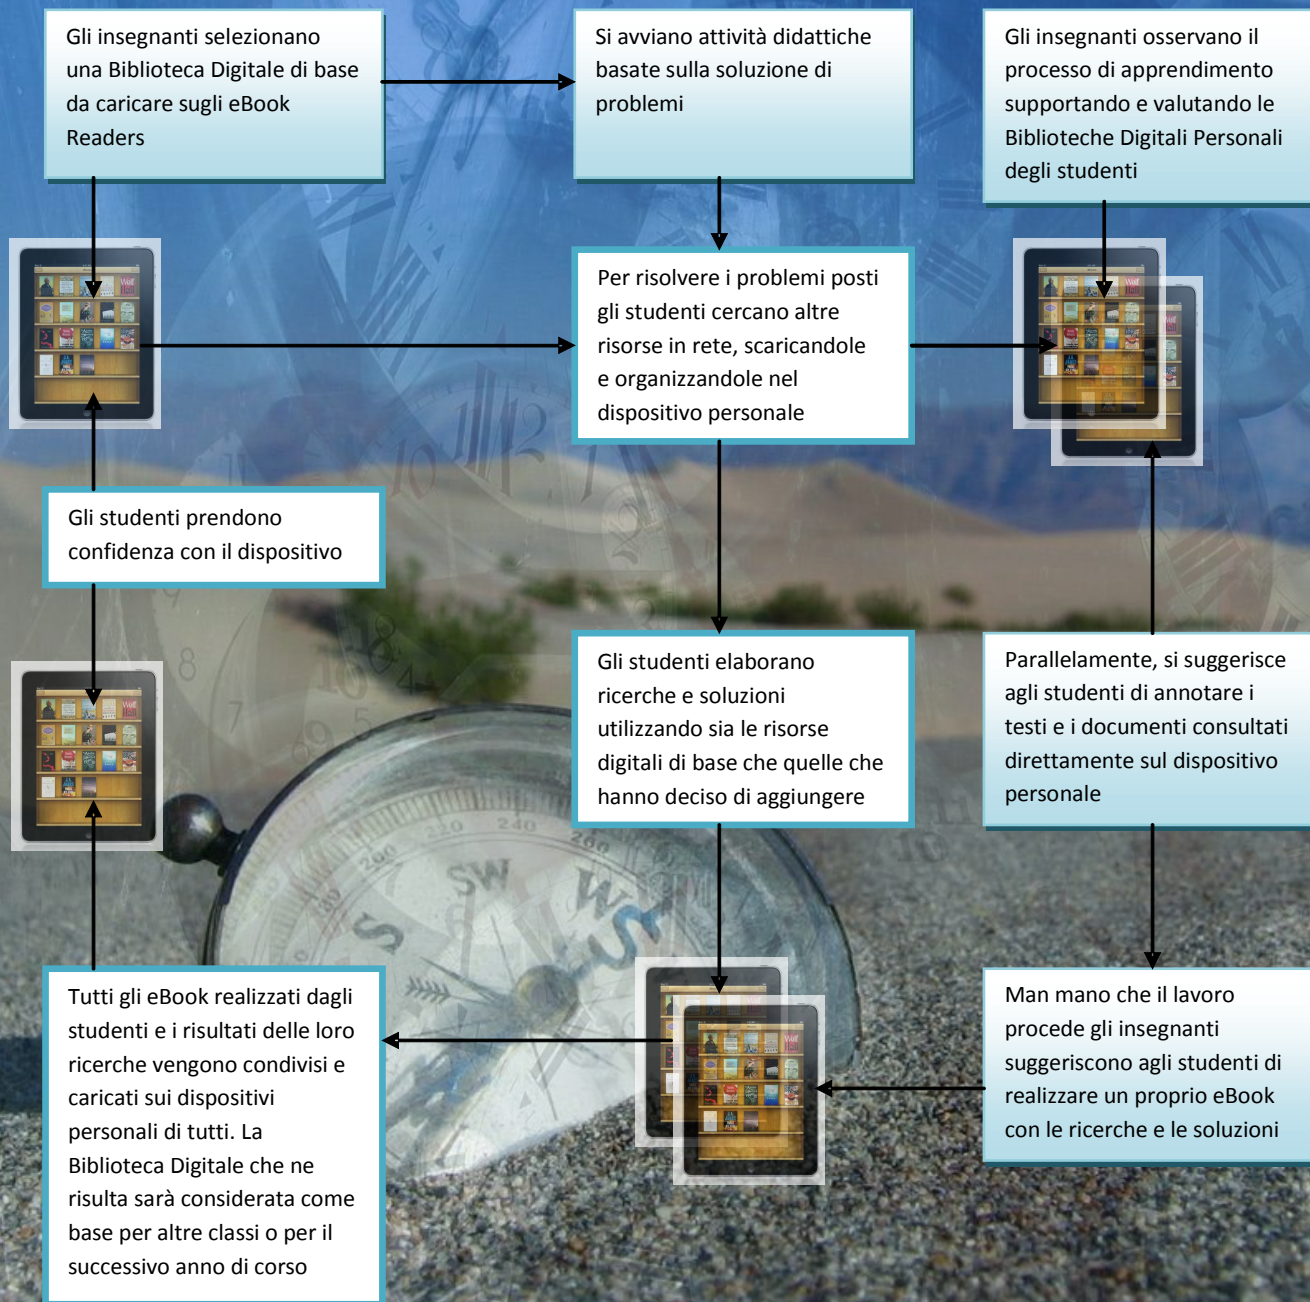 Gli insegnanti selezionano
una Biblioteca Digitale di base
da caricare sugli eBook
Readers
Si avviano attività didattiche
basate sulla soluzione di
problemi
Gli insegnanti osservano il
processo di apprendimento
supportando e valutando le
Biblioteche Digitali Personali
degli studenti
Per risolvere i problemi posti
gli studenti cercano altre
risorse in rete, scaricandole
e organizzandole nel
dispositivo personale
Gli studenti prendono
confidenza con il dispositivo
Gli studenti elaborano
ricerche e soluzioni
utilizzando sia le risorse
digitali di base che quelle che
hanno deciso di aggiungere
Parallelamente, si suggerisce
agli studenti di annotare i
testi e i documenti consultati
direttamente sul dispositivo
personale
Tutti gli eBook realizzati dagli
studenti e i risultati delle loro
ricerche vengono condivisi e
caricati sui dispositivi
personali di tutti. La
Biblioteca Digitale che ne
risulta sarà considerata come
base per altre classi o per il
successivo anno di corso
Man mano che il lavoro
procede gli insegnanti
suggeriscono agli studenti di
realizzare un proprio eBook
con le ricerche e le soluzioni
220
240
260
280
S
SW
W